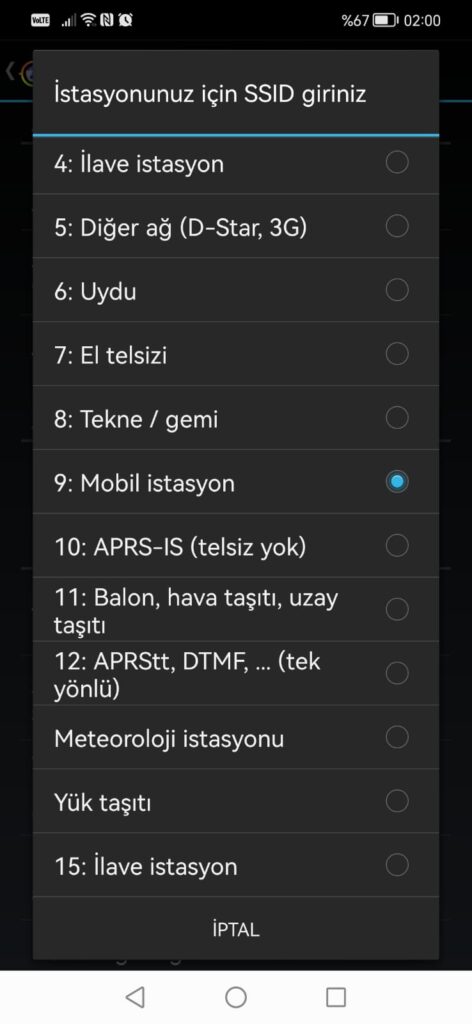 VoLTE
%67 02:00
İstasyonunuz için SSID giriniz
4: İlave istasyon
5: Diğer ağ (D-Star, 3G)
6: Uydu
7: El telsizi
8: Tekne / gemi
9: Mobil istasyon
10: APRS-IS (telsiz yok)
11: Balon, hava taşıtı, uzay
taşıtı
12: APRStt, DTMF, ... (tek
yönlü)
Meteoroloji istasyonu
Yük taşıtı
15: İlave istasyon
İPTAL